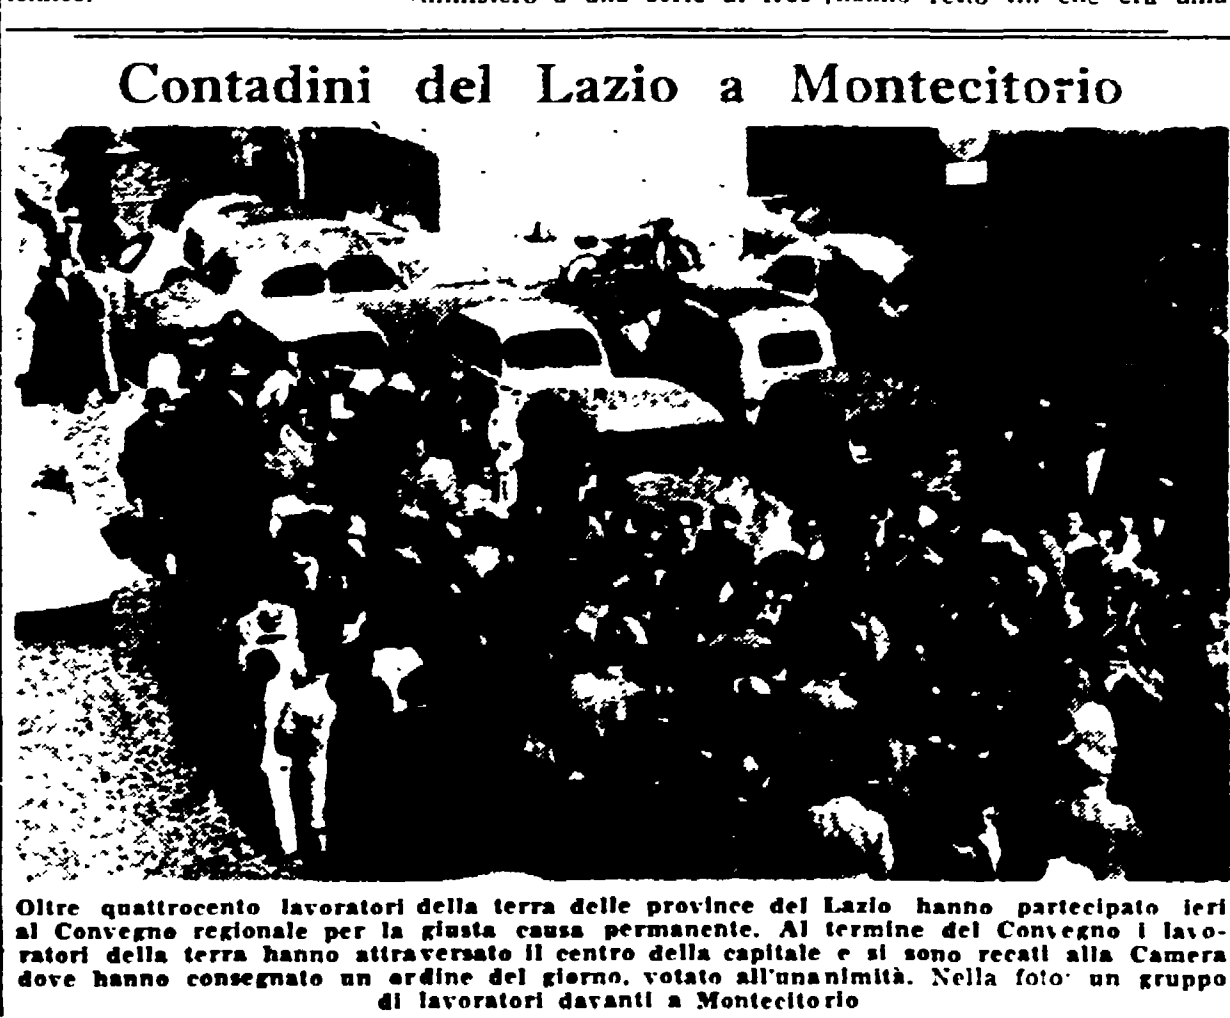 Contadini del Lazio a Montecitorio
Oltre quattrocento lavoratori della terra delle province del Lazio hanno partecipato ieri
al Convegno regionale per la giusta causa permanente. Al termine del Convegno i lavo-
ratori della terra hanno attraversato il centro della capitale e si sono recati alla Camera
dove hanno consegnato un ordine del giorno, votato all'unanimità. Nella foto: un gruppo
di lavoratori davanti a Montecitorio